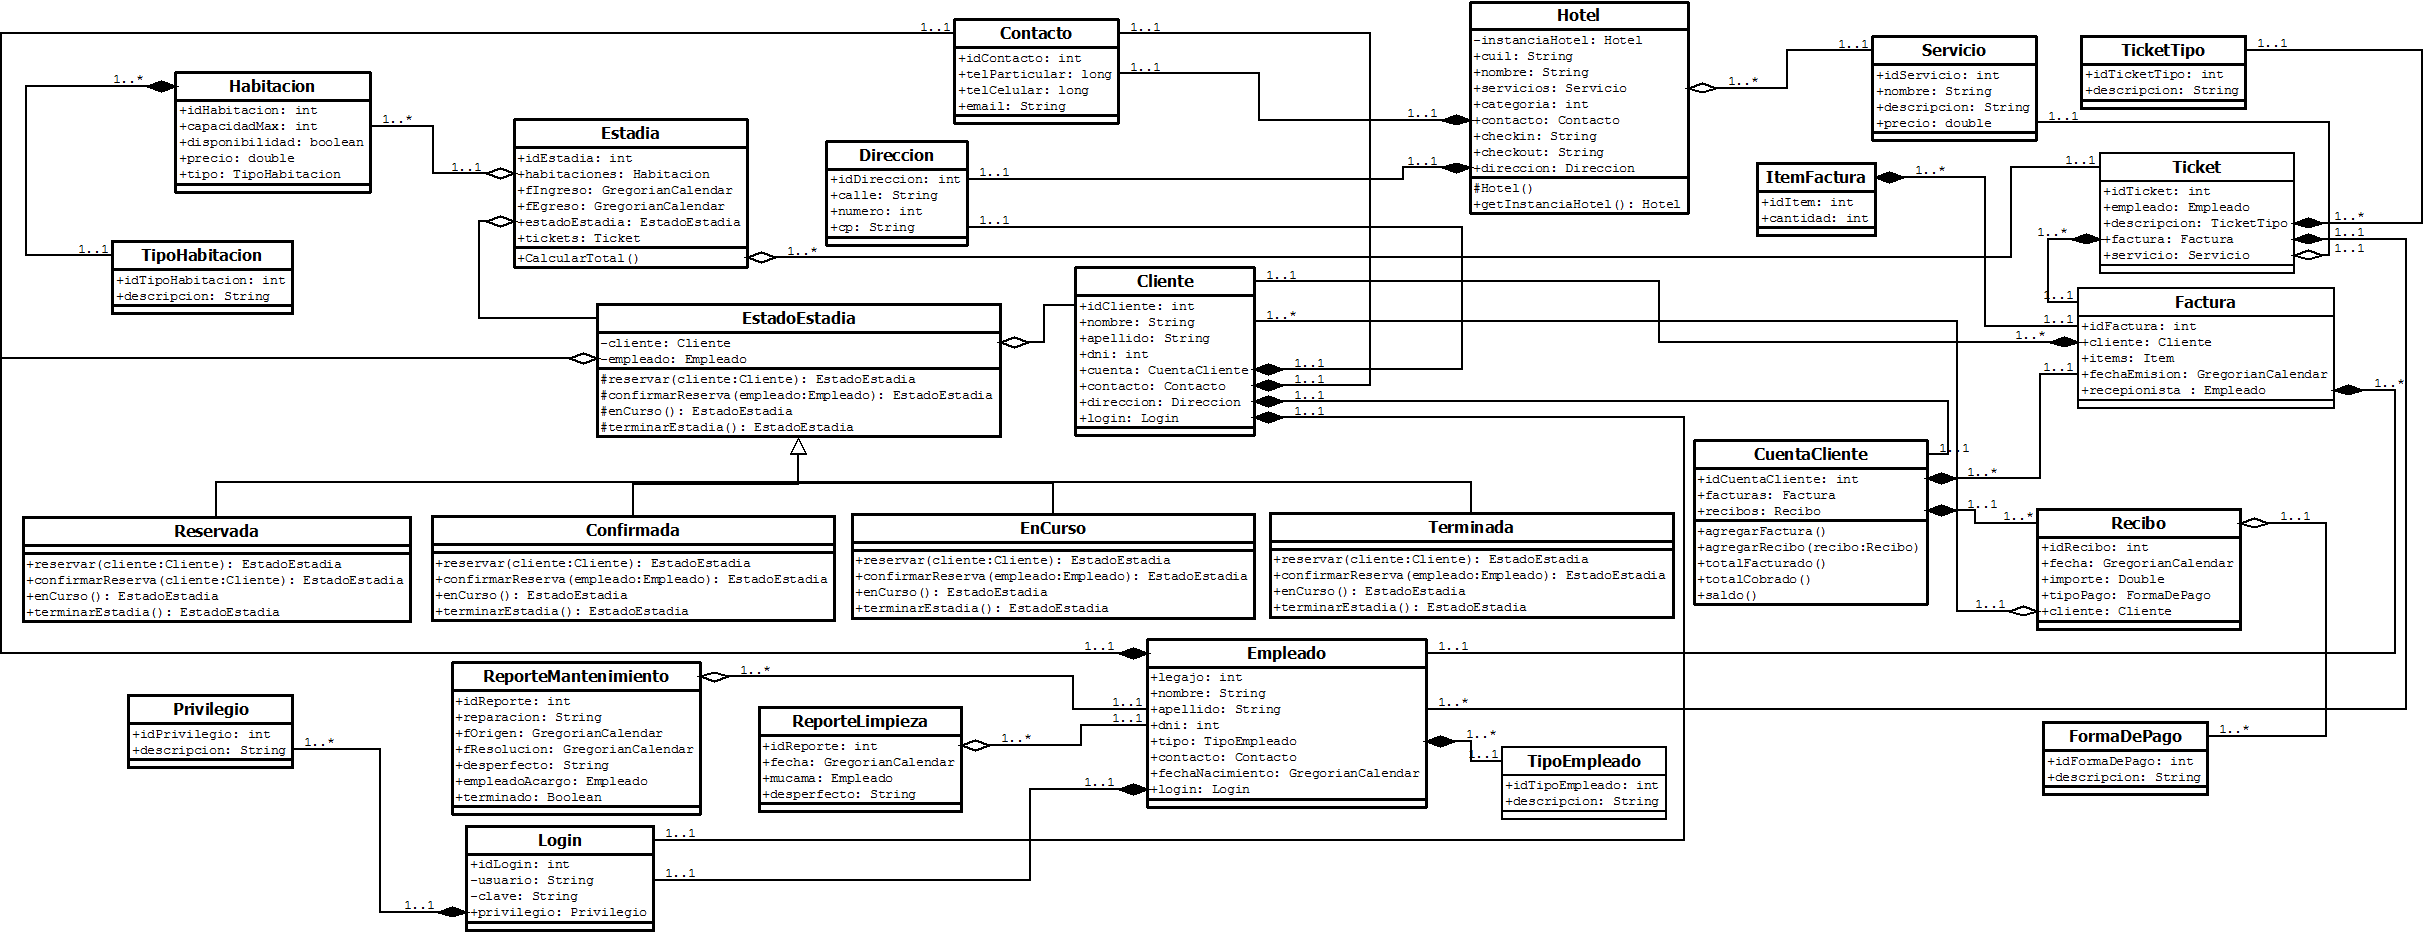 Habitacion
+idHabitacion: int
+capacidadMax: int
+disponibilidad: boolean
+precio: double
+tipo: TipoHabitacion
1..*
1..*
1..1
1..1
TipoHabitacion
+idTipoHabitacion: int
+descripcion: String
Estadia
+idEstadia: int
+habitaciones: Habitacion
+fIngreso: GregorianCalendar
+fEgreso: GregorianCalendar
+estadoEstadia: EstadoEstadia
+tickets: Ticket
+CalcularTotal()
1..*
1..1
Contacto
+idContacto: int
+telParticular: long
+telCelular: long
+email: String
1..1
1..1
1..1
Direccion
+idDireccion: int
+calle: String
+numero: int
+cp: String
1..1
1..1
Hotel
-instanciaHotel: Hotel
+cuil: String
+nombre: String
+servicios: Servicio
+categoria: int
+contacto: Contacto
+checkin: String
+checkout: String
+direccion: Direccion
#Hotel()
+getInstanciaHotel(): Hotel
1..1
1..1
1..*
1..1
Servicio
+idServicio: int
+nombre: String
+descripcion: String
+precio: double
1..1
TicketTipo
+idTicketTipo: int
+descripcion: String
1..1
ItemFactura
+idItem: int
+cantidad: int
1..*
1..1
Ticket
+idTicket: int
+empleado: Empleado
+descripcion: TicketTipo
+factura: Factura
+servicio: Servicio
1..*
1..1
1..1
1..*
1..1
Factura
+idFactura: int
+cliente: Cliente
+items: Item
+fechaEmision: GregorianCalendar
+recepionista : Empleado
1..1
1..*
1..1
1..*
EstadoEstadia
-cliente: Cliente
-empleado: Empleado
#reservar(cliente:Cliente): EstadoEstadia
#confirmarReserva(empleado:Empleado): EstadoEstadia
#enCurso(): EstadoEstadia
#terminarEstadia(): EstadoEstadia
Cliente
+idCliente: int
+nombre: String
+apellido: String
+dni: int
+cuenta: CuentaCliente
+contacto: Contacto
+direccion: Direccion
+login: Login
1..1
1..*
1..1
1..1
1..1
1..1
Reservada
+reservar(cliente:Cliente): EstadoEstadia
+confirmarReserva(cliente:Cliente): EstadoEstadia
+enCurso(): EstadoEstadia
+terminarEstadia(): EstadoEstadia
Confirmada
+reservar(cliente:Cliente): EstadoEstadia
+confirmarReserva(empleado:Empleado): EstadoEstadia
+enCurso(): EstadoEstadia
+terminarEstadia(): EstadoEstadia
EnCurso
+reservar(cliente:Cliente): EstadoEstadia
+confirmarReserva(empleado:Empleado): EstadoEstadia
+enCurso(): EstadoEstadia
+terminarEstadia(): EstadoEstadia
Terminada
+reservar(cliente:Cliente): EstadoEstadia
+confirmarReserva(empleado:Empleado): EstadoEstadia
+enCurso(): EstadoEstadia
+terminarEstadia(): EstadoEstadia
CuentaCliente
+idCuentaCliente: int
+facturas: Factura
+recibos: Recibo
+agregarFactura()
+agregarRecibo(recibo:Recibo)
+totalFacturado()
+totalCobrado()
+saldo()
1..1
1..*
1..1
1..*
Recibo
+idRecibo: int
+fecha: GregorianCalendar
+importe: Double
+tipoPago: FormaDePago
+cliente: Cliente
1..1
1..1
Privilegio
+idPrivilegio: int
+descripcion: String
1..*
ReporteMantenimiento
+idReporte: int
+reparacion: String
+fOrigen: GregorianCalendar
+fResolucion: GregorianCalendar
+desperfecto: String
+empleadoAcargo: Empleado
+terminado: Boolean
1..*
ReporteLimpieza
+idReporte: int
+fecha: GregorianCalendar
+mucama: Empleado
+desperfecto: String
1..*
Empleado
+legajo: int
+nombre: String
+apellido: String
+dni: int
+tipo: TipoEmpleado
+contacto: Contacto
+fechaNacimiento: GregorianCalendar
+login: Login
1..1
1..1
1..1
1..1
1..1
1..*
1..*
1..1
TipoEmpleado
+idTipoEmpleado: int
+descripcion: String
FormaDePago
+idFormaDePago: int
+descripcion: String
1..*
Login
+idLogin: int
-usuario: String
-clave: String
+privilegio: Privilegio
1..1
1..1
1..1